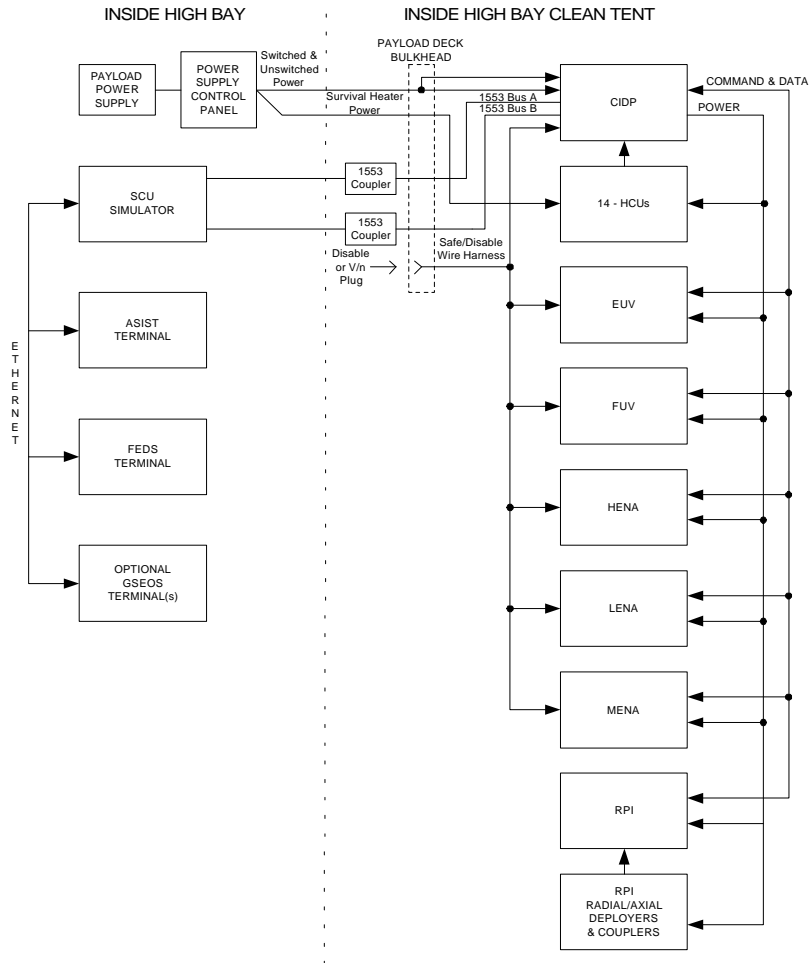 INSIDE HIGH BAY
INSIDE HIGH BAY CLEAN TENT
PAYLOAD
POWER
SUPPLY
POWER
SUPPLY
CONTROL
PANEL
Switched &
Unswitched
Power
Survival Heater
Power
PAYLOAD DECK
BULKHEAD
1553 Bus A
1553 Bus B
CIDP
COMMAND & DATA
POWER
SCU
SIMULATOR
1553
Coupler
1553
Coupler
14 - HCUs
Disable
or V/n
Plug
Safe/Disable
Wire Harness
ETHERNET
ASIST
TERMINAL
EUV
FUV
FEDS
TERMINAL
HENA
OPTIONAL
GSEOS
TERMINAL(s)
LENA
MENA
RPI
RPI
RADIAL/AXIAL
DEPLOYERS
& COUPLERS